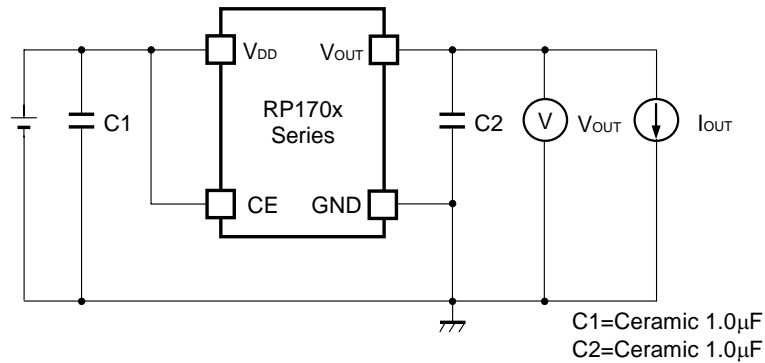 VDD
VOUT
RP170x
Series
C1
C2
V
VOUT
IOUT
CE
GND
C1=Ceramic 1.0μF
C2=Ceramic 1.0μF